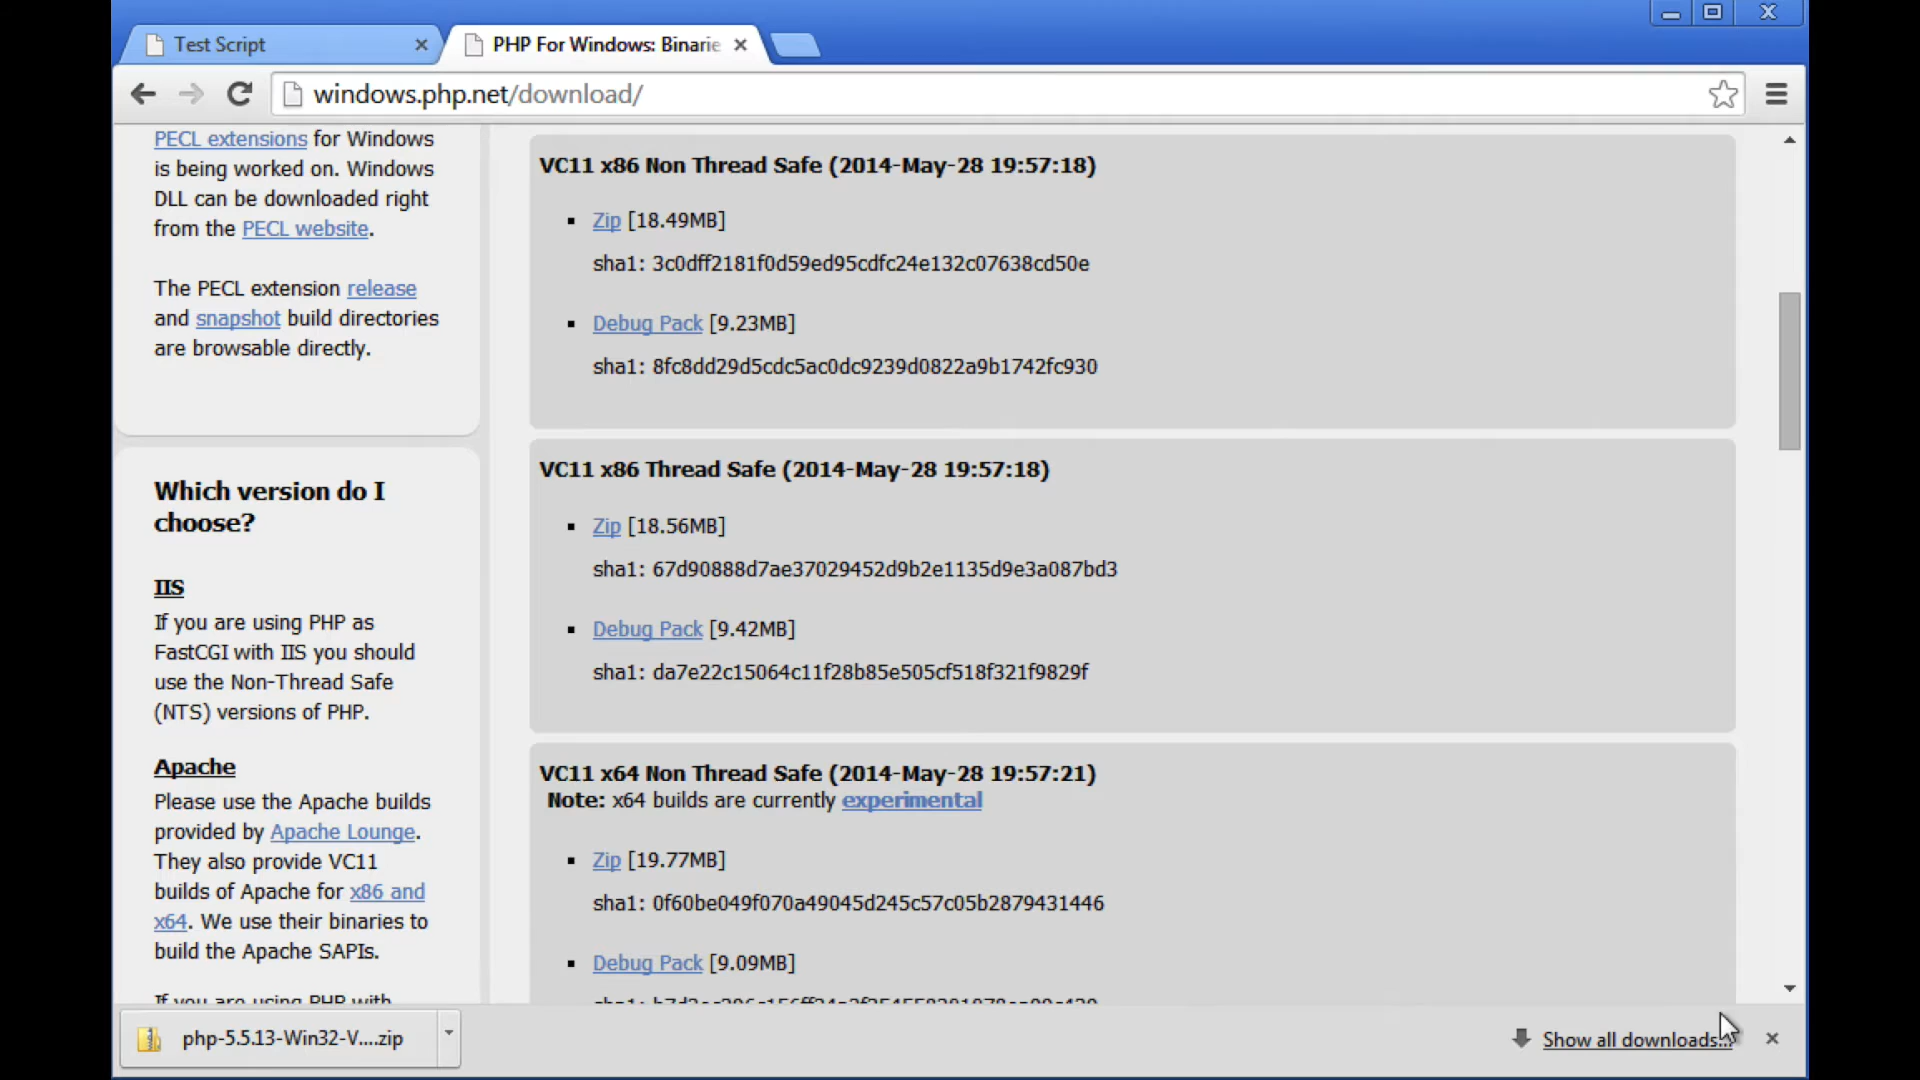 Test Script
PHP For Windows: Binarie
windows.php.net/download/
PECL extensions for Windows
is being worked on. Windows
DLL can be downloaded right
from the PECL website.
The PECL extension release
and snapshot build directories
are browsable directly.
Which version do I
choose?
IIS
If you are using PHP as
FastCGI with IIS you should
use the Non-Thread Safe
(NTS) versions of PHP.
Apache
Please use the Apache builds
provided by Apache Lounge.
They also provide VC11
builds of Apache for x86 and
x64. We use their binaries to
build the Apache SAPIs.
If you are using PHP with
VC11 x86 Non Thread Safe (2014-May-28 19:57:18)
Zip [18.49MB]
sha1: 3c0dff2181f0d59ed95cdfc24e132c07638cd50e
Debug Pack [9.23MB]
sha1: 8fc8dd29d5cdc5ac0dc9239d0822a9b1742fc930
VC11 x86 Thread Safe (2014-May-28 19:57:18)
Zip [18.56MB]
sha1: 67d90888d7ae37029452d9b2e1135d9e3a087bd3
Debug Pack [9.42MB]
sha1: da7e22c15064c11f28b85e505cf518f321f9829f
VC11 x64 Non Thread Safe (2014-May-28 19:57:21)
Note: x64 builds are currently experimental
Zip [19.77MB]
sha1: 0f60be049f070a49045d245c57c05b2879431446
Debug Pack [9.09MB]
php-5.5.13-Win32-V....zip
Show all downloads...